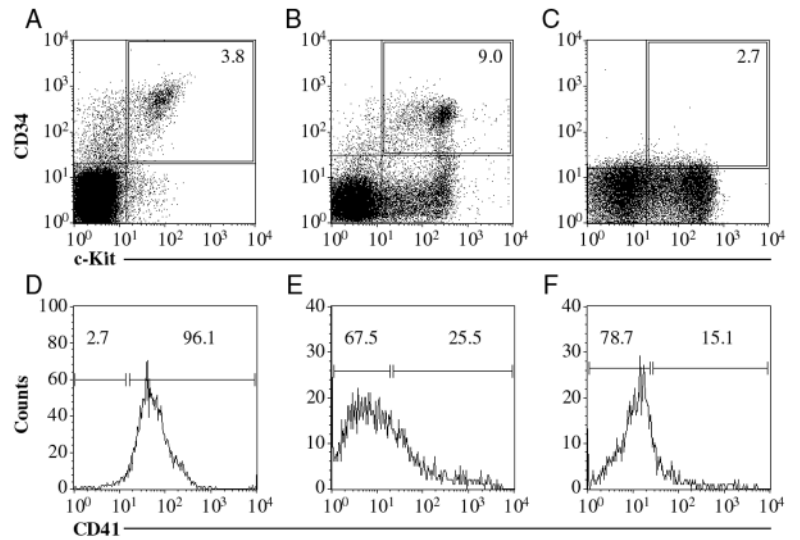 A B C
10⁴ 10⁴ 10⁴
3.8 9.0 2.7
10³ 10³ 10³
CD34
10² 10² 10²
10¹ 10¹ 10¹
10⁰ 10⁰ 10⁰
10⁰ 10¹ 10² 10³ 10⁴ 10⁰ 10¹ 10² 10³ 10⁴ 10⁰ 10¹ 10² 10³ 10⁴
c-Kit
D E F
100 40 40
2.7 96.1 67.5 25.5 78.7 15.1
80
30 30
60
Counts
20 20
40
10 10
20
0 0 0
10⁰ 10¹ 10² 10³ 10⁴ 10⁰ 10¹ 10² 10³ 10⁴ 10⁰ 10¹ 10² 10³ 10⁴
CD41